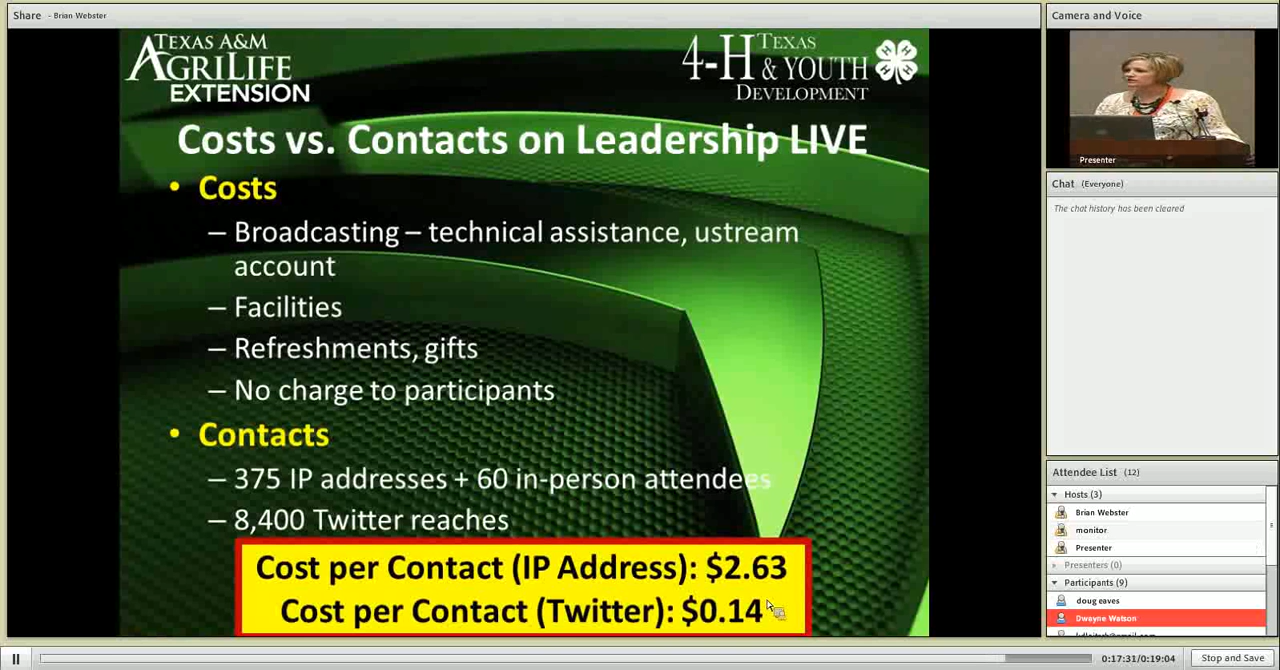 Share - Brian Webster
TEXAS A&M
AGRILIFE
EXTENSION
4-H TEXAS
& YOUTH
DEVELOPMENT
H H
H H
Costs vs. Contacts on Leadership LIVE
• Costs
– Broadcasting – technical assistance, ustream
account
– Facilities
– Refreshments, gifts
– No charge to participants
• Contacts
– 375 IP addresses + 60 in-person attendees
– 8,400 Twitter reaches
Cost per Contact (IP Address): $2.63
Cost per Contact (Twitter): $0.14
Camera and Voice
Presenter
Chat (Everyone)
The chat history has been cleared
Attendee List (12)
Hosts (3)
Brian Webster
monitor
Presenter
Presenters (0)
Participants (9)
doug eaves
Dwayne Watson
0:17:31/0:19:04
Stop and Save